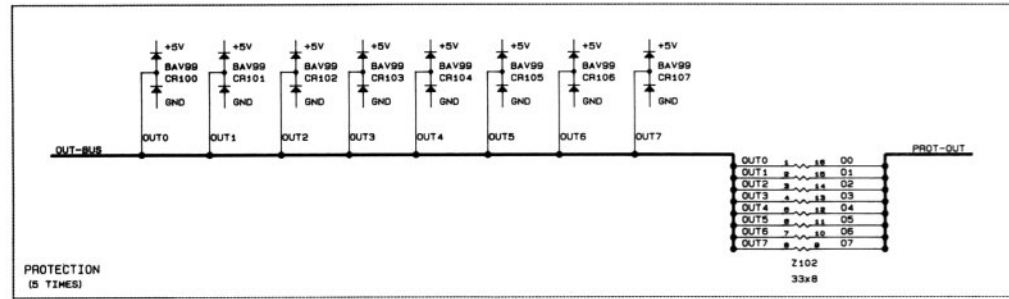 +5V +5V +5V +5V +5V +5V +5V +5V
BAV99 BAV99 BAV99 BAV99 BAV99 BAV99 BAV99 BAV99
CR100 CR101 CR102 CR103 CR104 CR105 CR106 CR107
GND GND GND GND GND GND GND GND
OUT0 OUT1 OUT2 OUT3 OUT4 OUT5 OUT6 OUT7
OUT-BUS PROT-OUT
OUT0 1 16 O0
OUT1 2 15 O1
OUT2 3 14 O2
OUT3 4 13 O3
OUT4 5 12 O4
OUT5 6 11 O5
OUT6 7 10 O6
OUT7 8 9 O7
Z102
33x8
PROTECTION
(5 TIMES)